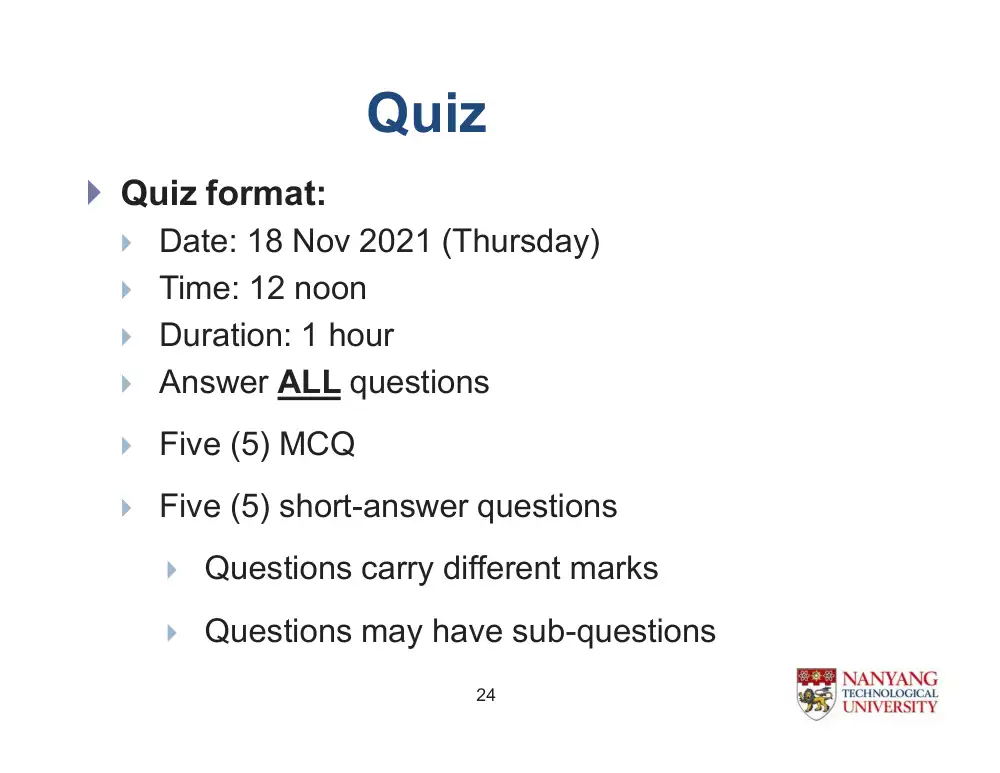 Quiz
Quiz format:
Date: 18 Nov 2021 (Thursday)
Time: 12 noon
Duration: 1 hour
Answer ALL questions
Five (5) MCQ
Five (5) short-answer questions
Questions carry different marks
Questions may have sub-questions
24
NANYANG
TECHNOLOGICAL
UNIVERSITY